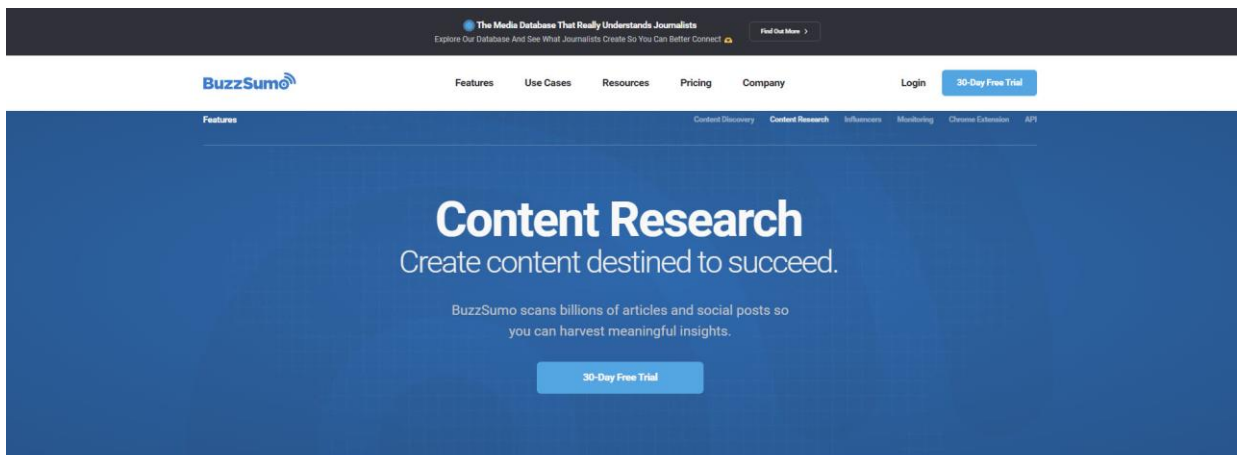 The Media Database That Really Understands Journalists
Explore Our Database And See What Journalists Create So You Can Better Connect
Find Out More >
BuzzSumo
Features Use Cases Resources Pricing Company Login 30-Day Free Trial
Features Content Discovery Content Research Influencers Monitoring Chrome Extension API
Content Research
Create content destined to succeed.
BuzzSumo scans billions of articles and social posts so
you can harvest meaningful insights.
30-Day Free Trial